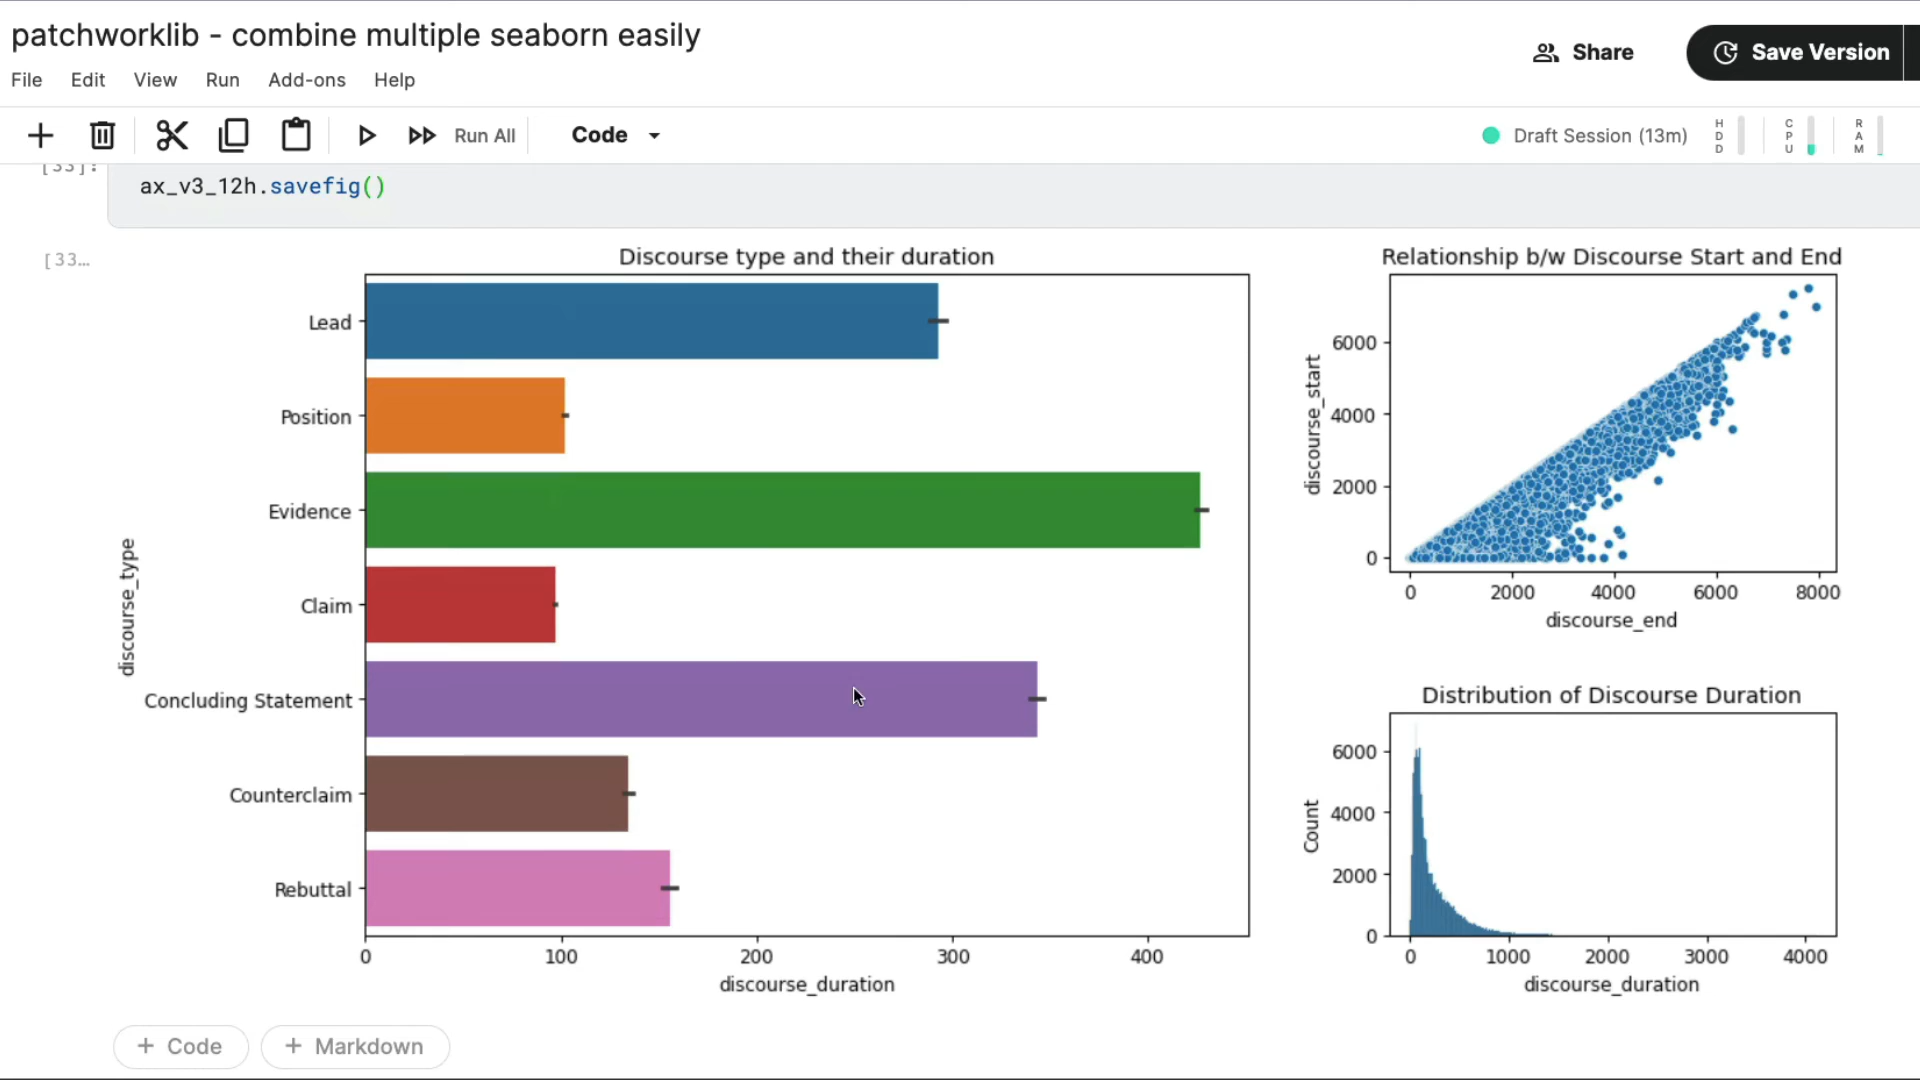 patchworklib - combine multiple seaborn easily
Share
Save Version
File Edit View Run Add-ons Help
Run All
Code
Draft Session (13m)
HDD
CPU
RAM
[33]:
ax_v3_12h.savefig()
[33...
Discourse type and their duration
discourse_type
Lead
Position
Evidence
Claim
Concluding Statement
Counterclaim
Rebuttal
0 100 200 300 400
discourse_duration
Relationship b/w Discourse Start and End
discourse_start
6000
4000
2000
0
0 2000 4000 6000 8000
discourse_end
Distribution of Discourse Duration
Count
6000
4000
2000
0
0 1000 2000 3000 4000
discourse_duration
+ Code
+ Markdown